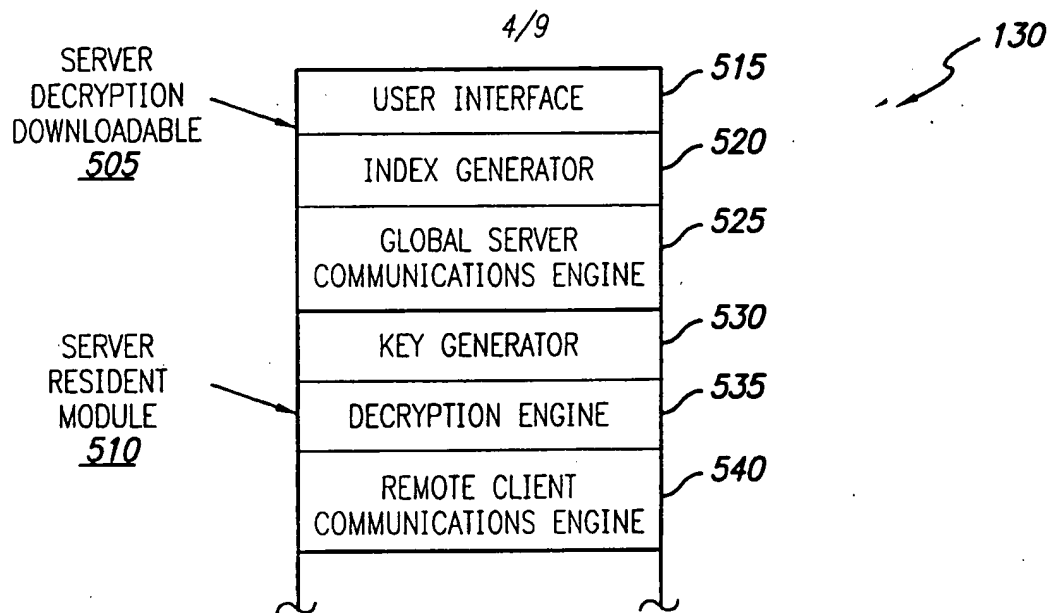 4/9
130
SERVER
DECRYPTION
DOWNLOADABLE
505
USER INTERFACE
515
INDEX GENERATOR
520
GLOBAL SERVER
COMMUNICATIONS ENGINE
525
SERVER
RESIDENT
MODULE
510
KEY GENERATOR
530
DECRYPTION ENGINE
535
REMOTE CLIENT
COMMUNICATIONS ENGINE
540